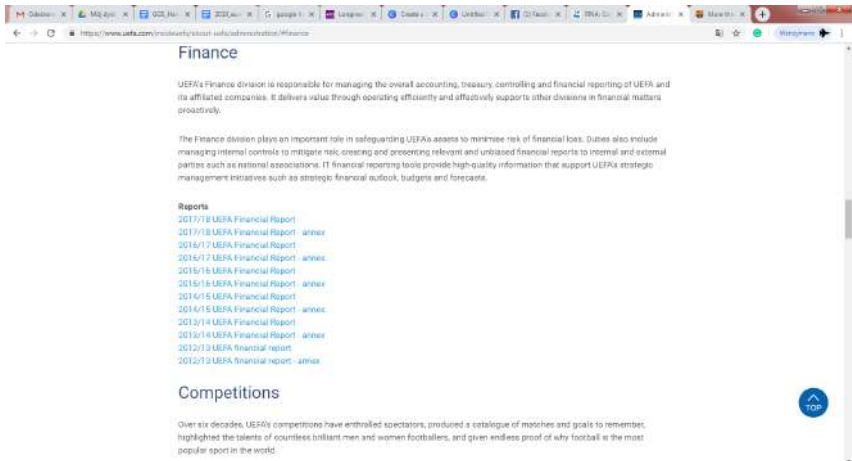 https://www.uefa.com/insideuefa/about-uefa/administration/#finance
Finance
UEFA's Finance division is responsible for managing the overall accounting, treasury, controlling and financial reporting of UEFA and
its affiliated companies. It delivers value through operating efficiently and effectively supports other divisions in financial matters
proactively.
The Finance division plays an important role in safeguarding UEFA's assets to minimise risk of financial loss. Duties also include
managing internal controls to mitigate risk, creating and presenting relevant and unbiased financial reports to internal and external
parties such as national associations. IT financial reporting tools provide high-quality information that support UEFA's strategic
management initiatives such as strategic financial outlook, budgets and forecasts.
Reports
2017/18 UEFA Financial Report
2017/18 UEFA Financial Report - annex
2016/17 UEFA Financial Report
2016/17 UEFA Financial Report - annex
2015/16 UEFA Financial Report
2015/16 UEFA Financial Report - annex
2014/15 UEFA Financial Report
2014/15 UEFA Financial Report - annex
2013/14 UEFA Financial Report
2013/14 UEFA Financial Report - annex
2012/13 UEFA financial report
2012/13 UEFA financial report - annex
Competitions
TOP
Over six decades, UEFA's competitions have enthralled spectators, produced a catalogue of matches and goals to remember,
highlighted the talents of countless brilliant men and women footballers, and given endless proof of why football is the most
popular sport in the world.